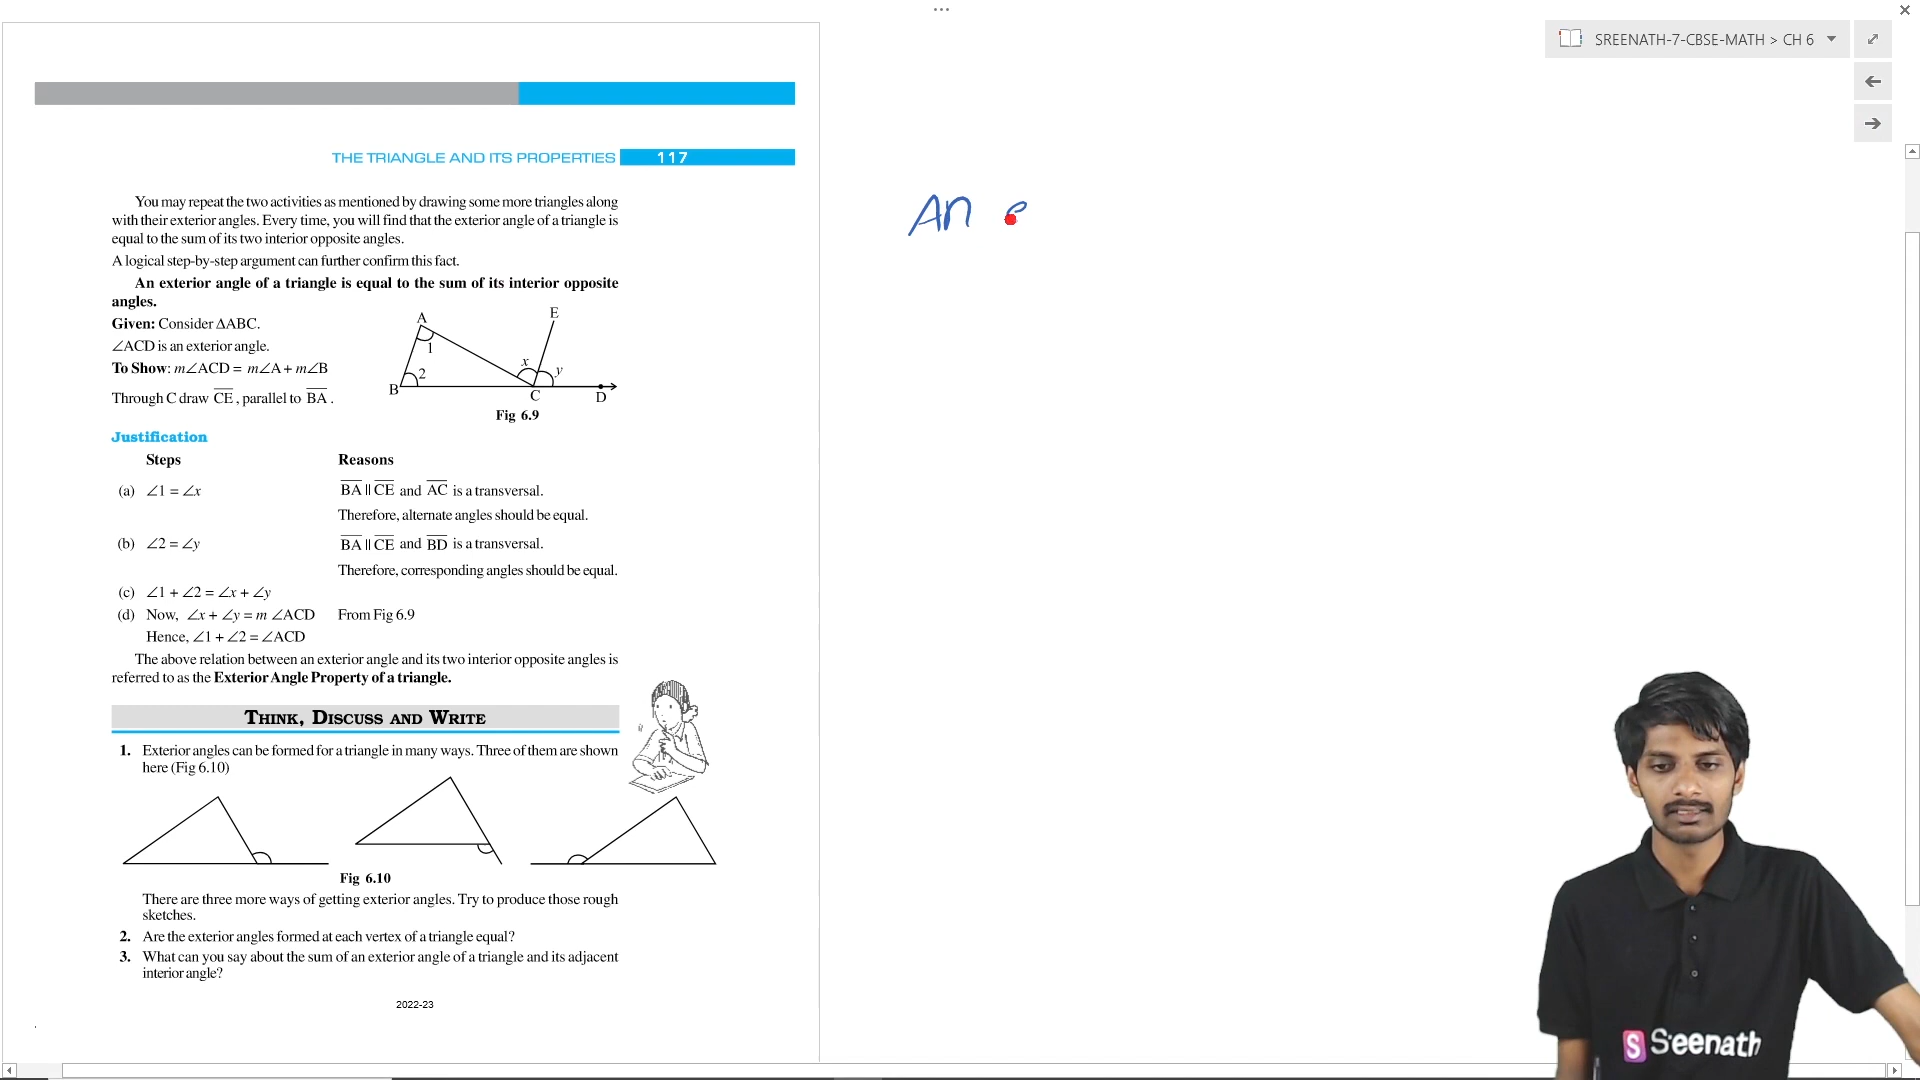 SREENATH-7-CBSE-MATH > CH 6
THE TRIANGLE AND ITS PROPERTIES 117
You may repeat the two activities as mentioned by drawing some more triangles along
with their exterior angles. Every time, you will find that the exterior angle of a triangle is
equal to the sum of its two interior opposite angles.
A logical step-by-step argument can further confirm this fact.
An exterior angle of a triangle is equal to the sum of its interior opposite
angles.
Given: Consider ΔABC.
∠ACD is an exterior angle.
To Show: m∠ACD = m∠A + m∠B
Through C draw C̅E̅, parallel to B̅A̅.
A
E
1
x
y
2
B
C
D
Fig 6.9
Justification
Steps Reasons
(a) ∠1 = ∠x B̅A̅ || C̅E̅ and A̅C̅ is a transversal.
Therefore, alternate angles should be equal.
(b) ∠2 = ∠y B̅A̅ || C̅E̅ and B̅D̅ is a transversal.
Therefore, corresponding angles should be equal.
(c) ∠1 + ∠2 = ∠x + ∠y
(d) Now, ∠x + ∠y = m ∠ACD From Fig 6.9
Hence, ∠1 + ∠2 = ∠ACD
The above relation between an exterior angle and its two interior opposite angles is
referred to as the Exterior Angle Property of a triangle.
THINK, DISCUSS AND WRITE
1. Exterior angles can be formed for a triangle in many ways. Three of them are shown
here (Fig 6.10)
Fig 6.10
There are three more ways of getting exterior angles. Try to produce those rough
sketches.
2. Are the exterior angles formed at each vertex of a triangle equal?
3. What can you say about the sum of an exterior angle of a triangle and its adjacent
interior angle?
2022-23
An e
S Sreenath